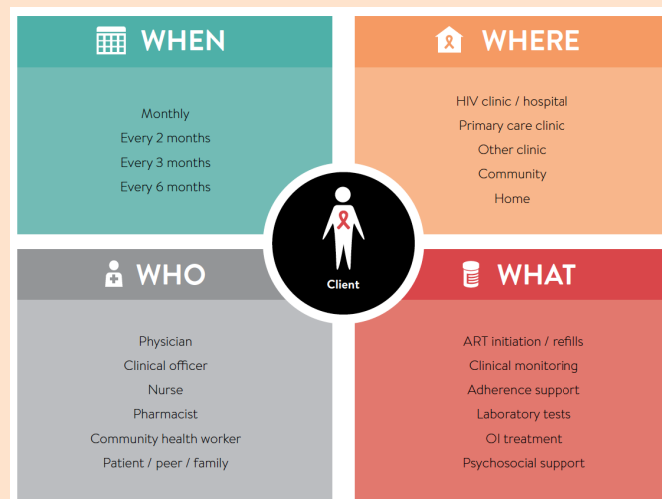 WHEN
Monthly
Every 2 months
Every 3 months
Every 6 months
WHERE
HIV clinic / hospital
Primary care clinic
Other clinic
Community
Home
Client
WHO
Physician
Clinical officer
Nurse
Pharmacist
Community health worker
Patient / peer / family
WHAT
ART initiation / refills
Clinical monitoring
Adherence support
Laboratory tests
OI treatment
Psychosocial support